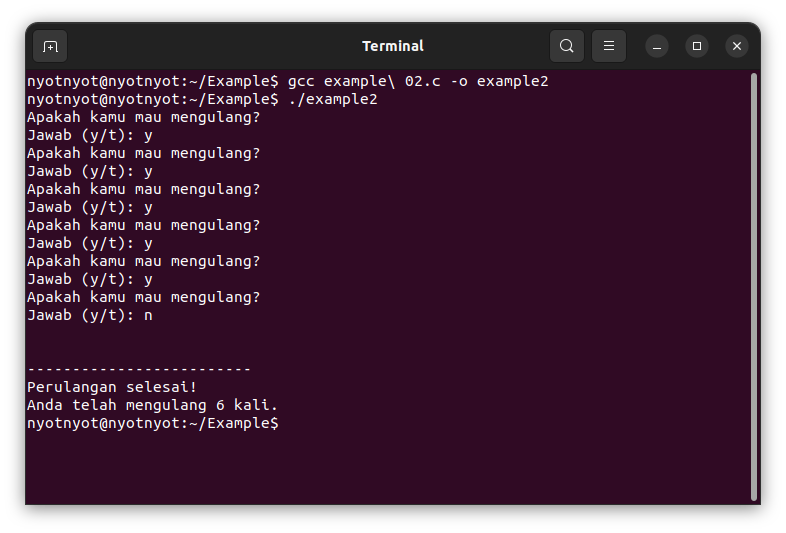 Terminal
nyotnyot@nyotnyot:~/Example$ gcc example\ 02.c -o example2
nyotnyot@nyotnyot:~/Example$ ./example2
Apakah kamu mau mengulang?
Jawab (y/t): y
Apakah kamu mau mengulang?
Jawab (y/t): y
Apakah kamu mau mengulang?
Jawab (y/t): y
Apakah kamu mau mengulang?
Jawab (y/t): y
Apakah kamu mau mengulang?
Jawab (y/t): y
Apakah kamu mau mengulang?
Jawab (y/t): n
-------------------------
Perulangan selesai!
Anda telah mengulang 6 kali.
nyotnyot@nyotnyot:~/Example$